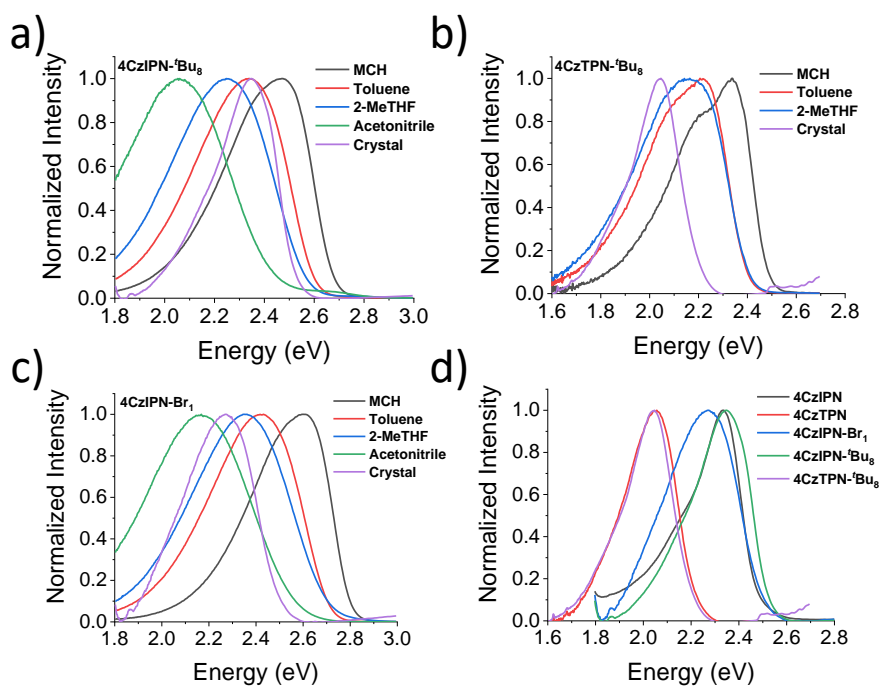 a)
4CzIPN-ᵗBu₈
MCH
Toluene
2-MeTHF
Acetonitrile
Crystal
Normalized Intensity
1.0
0.8
0.6
0.4
0.2
0.0
1.8 2.0 2.2 2.4 2.6 2.8 3.0
Energy (eV)
b)
4CzTPN-ᵗBu₈
MCH
Toluene
2-MeTHF
Crystal
Normalized Intensity
1.0
0.8
0.6
0.4
0.2
0.0
1.6 1.8 2.0 2.2 2.4 2.6 2.8
Energy (eV)
c)
4CzIPN-Br₁
MCH
Toluene
2-MeTHF
Acetonitrile
Crystal
Normalized Intensity
1.0
0.8
0.6
0.4
0.2
0.0
1.8 2.0 2.2 2.4 2.6 2.8 3.0
Energy (eV)
d)
4CzIPN
4CzTPN
4CzIPN-Br₁
4CzIPN-ᵗBu₈
4CzTPN-ᵗBu₈
Normalized Intensity
1.0
0.8
0.6
0.4
0.2
0.0
1.6 1.8 2.0 2.2 2.4 2.6 2.8
Energy (eV)